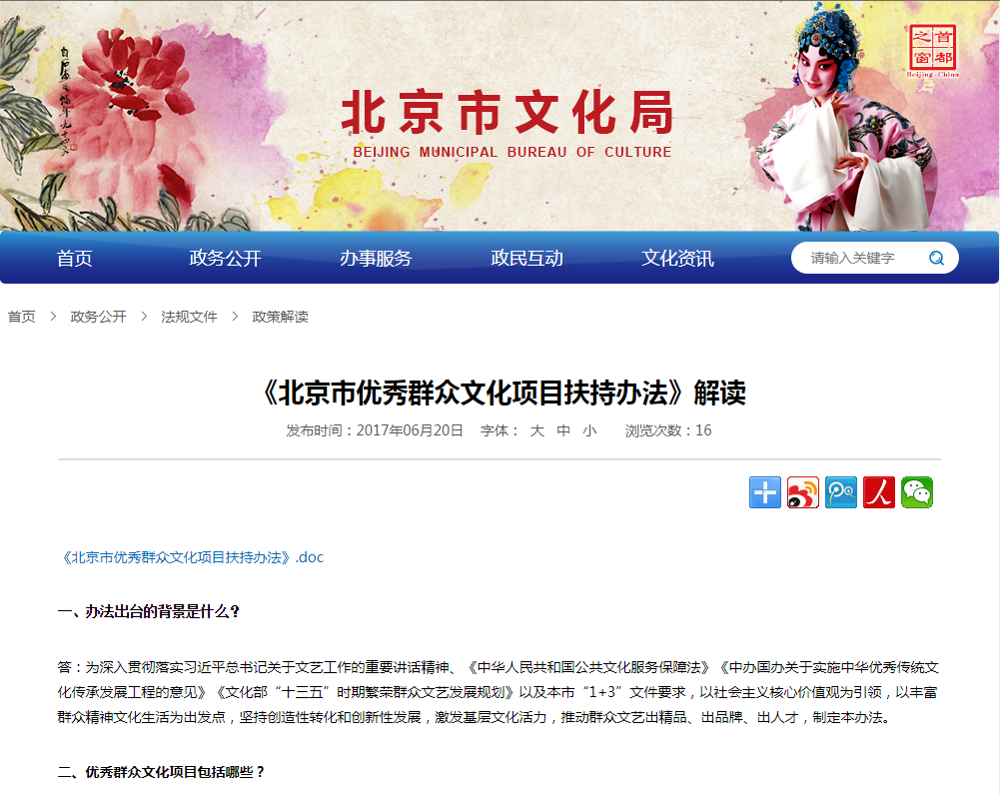 首都
之窗
Beijing-China
北京市文化局
BEIJING MUNICIPAL BUREAU OF CULTURE
首页 政务公开 办事服务 政民互动 文化资讯 请输入关键字
首页 > 政务公开 > 法规文件 > 政策解读
《北京市优秀群众文化项目扶持办法》解读
发布时间：2017年06月20日 字体： 大 中 小 浏览次数：16
《北京市优秀群众文化项目扶持办法》.doc
一、办法出台的背景是什么？
答：为深入贯彻落实习近平总书记关于文艺工作的重要讲话精神、《中华人民共和国公共文化服务保障法》《中办国办关于实施中华优秀传统文
化传承发展工程的意见》《文化部“十三五”时期繁荣群众文艺发展规划》以及本市“1+3”文件要求，以社会主义核心价值观为引领，以丰富
群众精神文化生活为出发点，坚持创造性转化和创新性发展，激发基层文化活力，推动群众文艺出精品、出品牌、出人才，制定本办法。
二、优秀群众文化项目包括哪些？